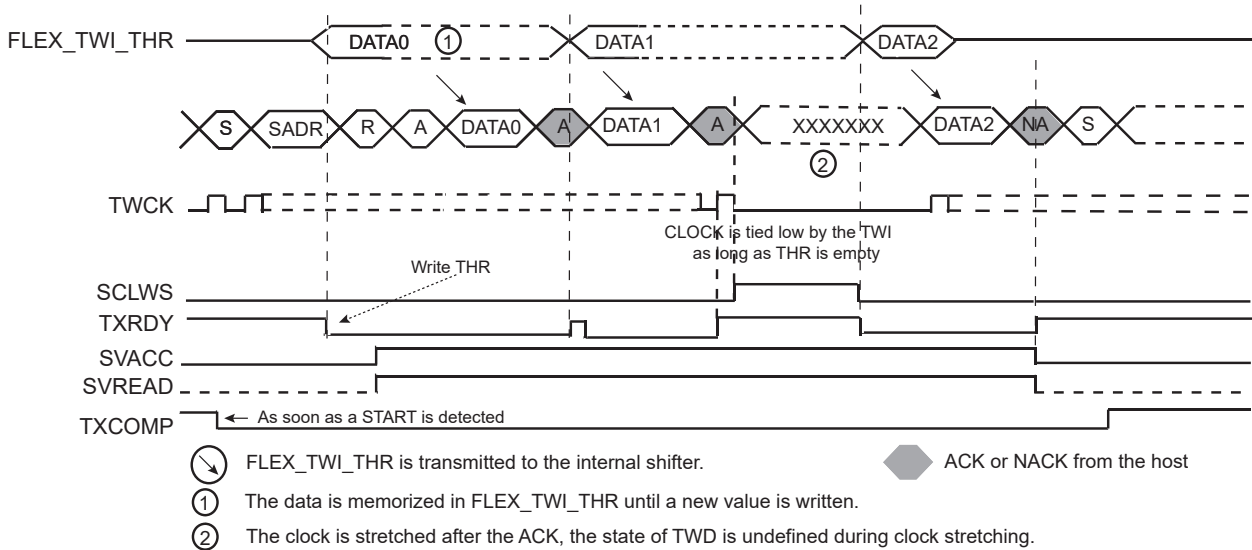 FLEX_TWI_THR DATA0 1 DATA1 DATA2
S SADR R A DATA0 A DATA1 A XXXXXXX DATA2 NA S
2
TWCK
CLOCK is tied low by the TWI
as long as THR is empty
Write THR
SCLWS
TXRDY
SVACC
SVREAD
TXCOMP As soon as a START is detected
FLEX_TWI_THR is transmitted to the internal shifter. ACK or NACK from the host
1 The data is memorized in FLEX_TWI_THR until a new value is written.
2 The clock is stretched after the ACK, the state of TWD is undefined during clock stretching.